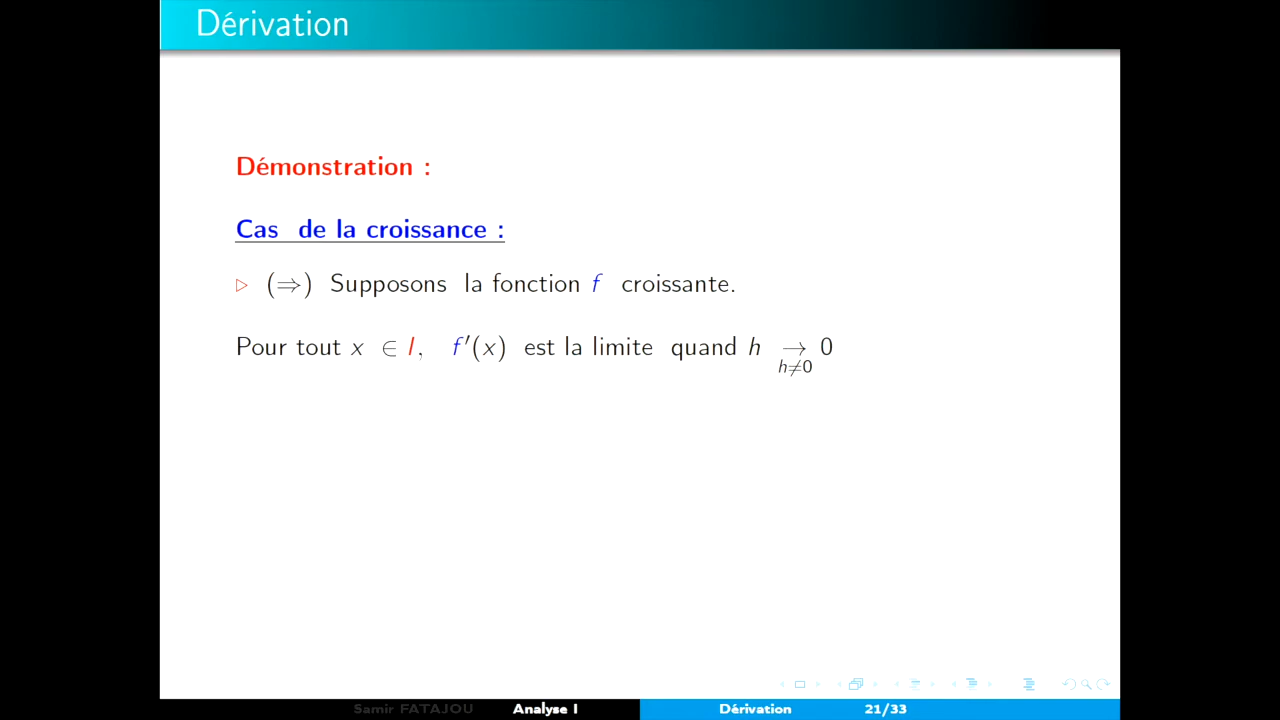 Dérivation
Démonstration :
Cas de la croissance :
▷ (⇒) Supposons la fonction f croissante.
Pour tout x ∈ I, f′(x) est la limite quand h →_{h≠0} 0
Samir FATAJOU Analyse I Dérivation 21/33